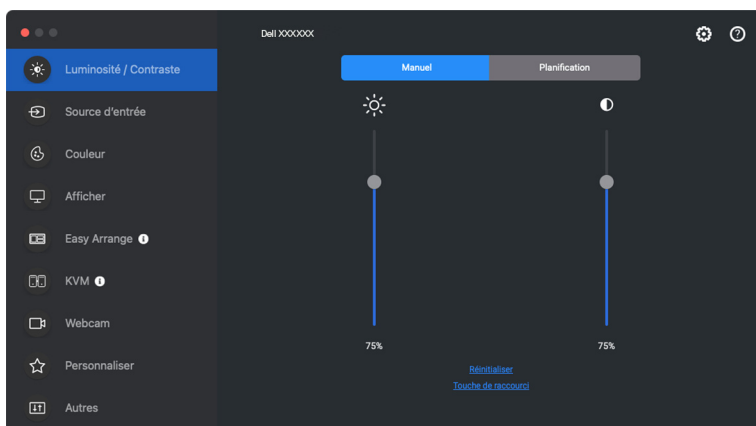 Dell XXXXXX
Luminosité / Contraste
Source d'entrée
Couleur
Afficher
Easy Arrange
KVM
Webcam
Personnaliser
Autres
Manuel
Planification
75%
75%
Réinitialiser
Touche de raccourci